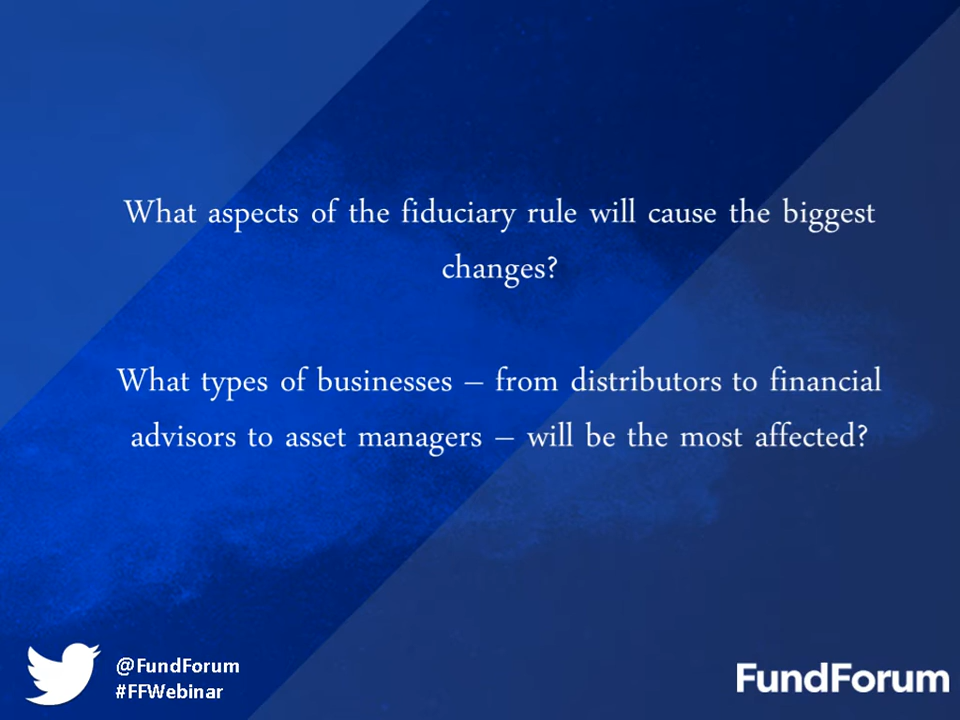 What aspects of the fiduciary rule will cause the biggest
changes?
What types of businesses – from distributors to financial
advisors to asset managers – will be the most affected?
@FundForum
#FFWebinar
FundForum